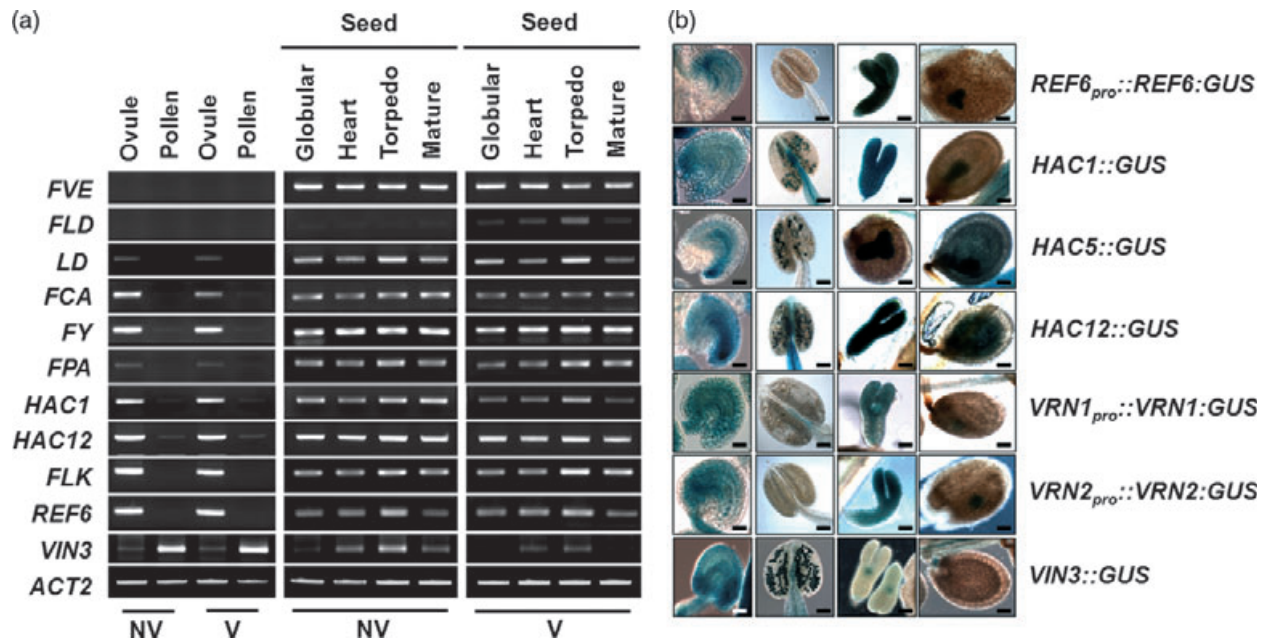 (a)
Seed
Seed
Ovule
Pollen
Ovule
Pollen
Globular
Heart
Torpedo
Mature
Globular
Heart
Torpedo
Mature
FVE
FLD
LD
FCA
FY
FPA
HAC1
HAC12
FLK
REF6
VIN3
ACT2
NV
V
NV
V
(b)
REF6pro::REF6:GUS
HAC1::GUS
HAC5::GUS
HAC12::GUS
VRN1pro::VRN1:GUS
VRN2pro::VRN2:GUS
VIN3::GUS